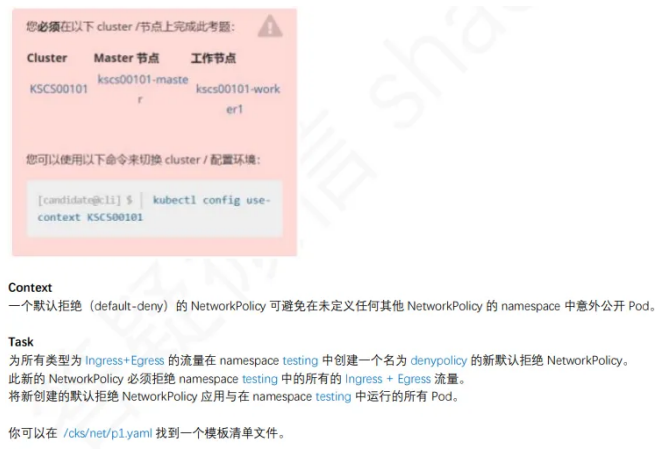 您必须在以下 cluster /节点上完成此考题：
Cluster Master 节点 工作节点
KSCS00101 kscs00101-maste
r kscs00101-work
er1
您可以使用以下命令来切换 cluster / 配置环境：
[candidate@cli] $ | kubectl config use-
context KSCS00101
Context
一个默认拒绝（default-deny）的 NetworkPolicy 可避免在未定义任何其他 NetworkPolicy 的 namespace 中意外公开 Pod。
Task
为所有类型为 Ingress+Egress 的流量在 namespace testing 中创建一个名为 denypolicy 的新默认拒绝 NetworkPolicy。
此新的 NetworkPolicy 必须拒绝 namespace testing 中的所有的 Ingress + Egress 流量。
将新创建的默认拒绝 NetworkPolicy 应用与在 namespace testing 中运行的所有 Pod。
你可以在 /cks/net/p1.yaml 找到一个模板清单文件。